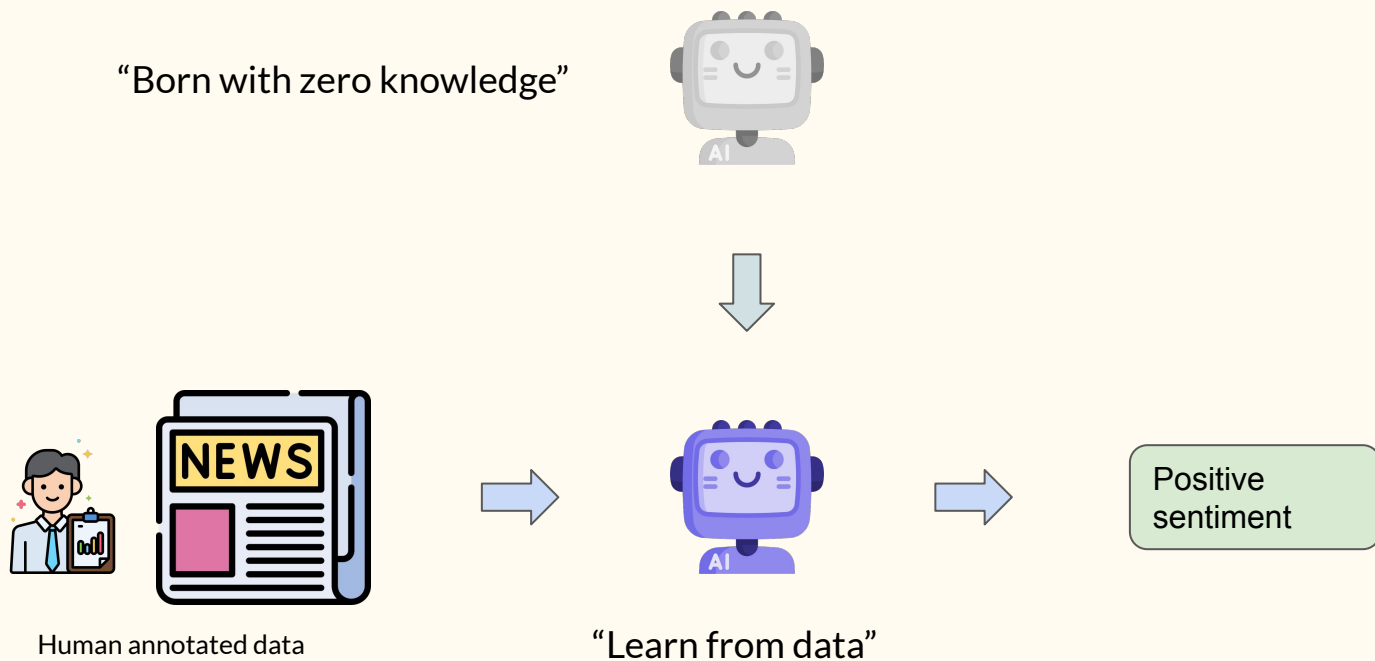 “Born with zero knowledge”
AI
NEWS
AI
Positive
sentiment
Human annotated data
“Learn from data”